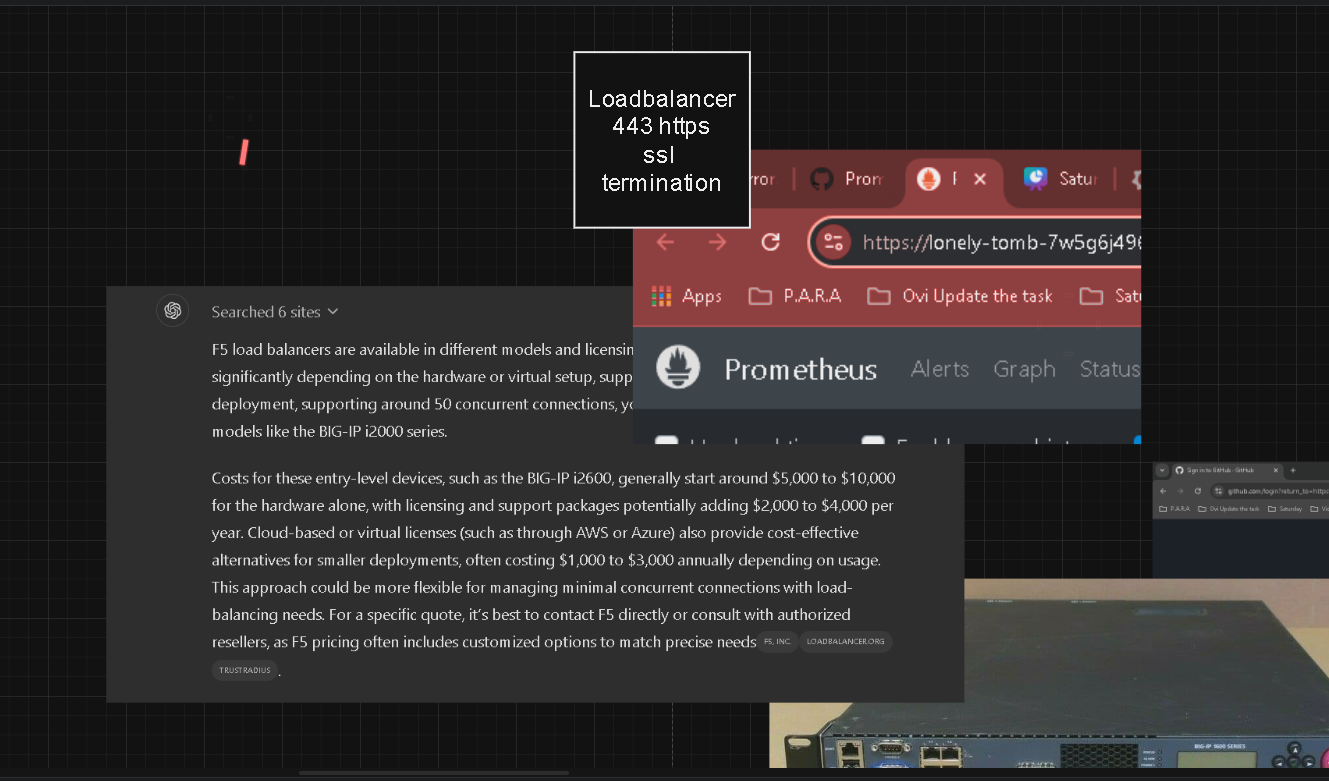 Loadbalancer
443 https
ssl
termination
Prom
Satur
https://lonely-tomb-7w5g6j496
Apps
P.A.R.A
Ovi Update the task
Sat
Prometheus
Alerts
Graph
Status
Searched 6 sites
F5 load balancers are available in different models and licensin
significantly depending on the hardware or virtual setup, supp
deployment, supporting around 50 concurrent connections, yo
models like the BIG-IP i2000 series.
Costs for these entry-level devices, such as the BIG-IP i2600, generally start around $5,000 to $10,000
for the hardware alone, with licensing and support packages potentially adding $2,000 to $4,000 per
year. Cloud-based or virtual licenses (such as through AWS or Azure) also provide cost-effective
alternatives for smaller deployments, often costing $1,000 to $3,000 annually depending on usage.
This approach could be more flexible for managing minimal concurrent connections with load-
balancing needs. For a specific quote, it's best to contact F5 directly or consult with authorized
resellers, as F5 pricing often includes customized options to match precise needs F5, INC. LOADBALANCER.ORG
TRUSTRADIUS .
Sign in to GitHub · GitHub
github.com/login?return_to=https
P.A.R.A
Ovi Update the task
Saturday
BIG-IP 1600 SERIES